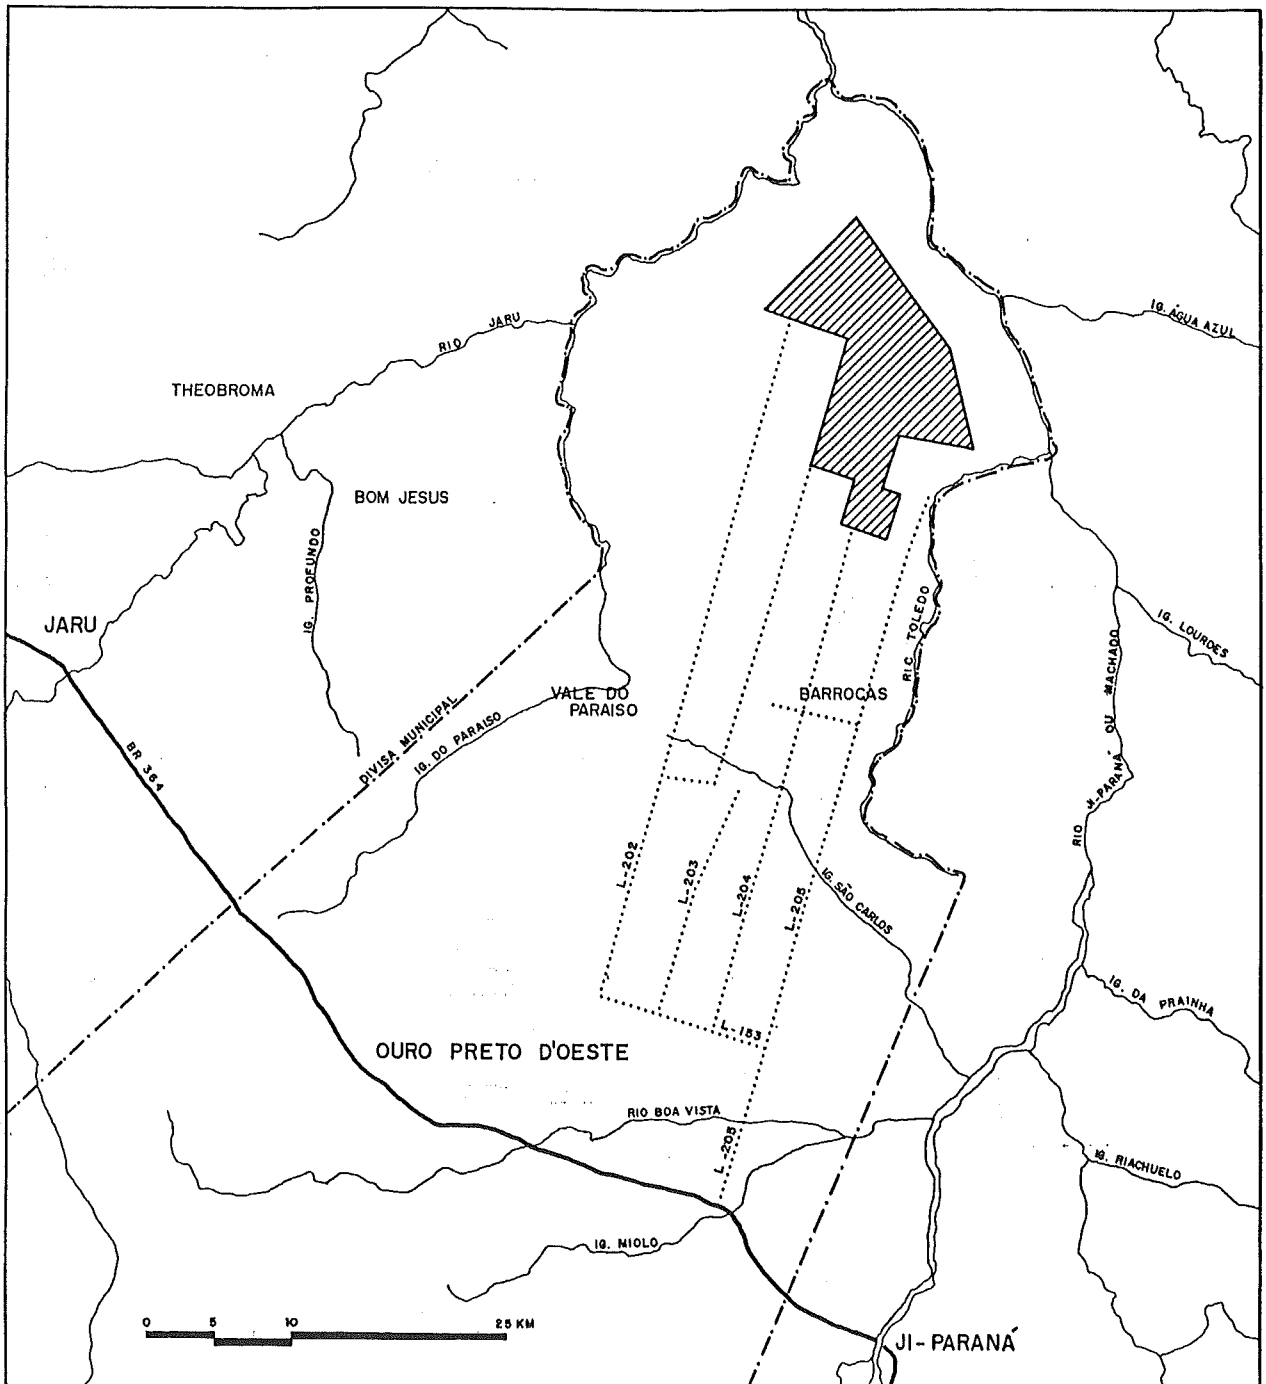 IG. ÁGUA AZUL
JARU
RIO
THEOBROMA
BOM JESUS
IG. PROFUNDO
JARU
RIC TOLEDO
IG. LOURDES
RIO JI-PARANÁ OU MACHADO
VALE DO
PARAISO
BARROCAS
DIVISA MUNICIPAL
IG. DO PARAISO
BR 364
L-202
L-203
L-204
L-205
IG. SÃO CARLOS
IG. DA PRAINHA
L-153
OURO PRETO D'OESTE
RIO BOA VISTA
L-205
IG. RIACHUELO
IG. MIOLO
0 5 10 25 KM
JI-PARANÁ